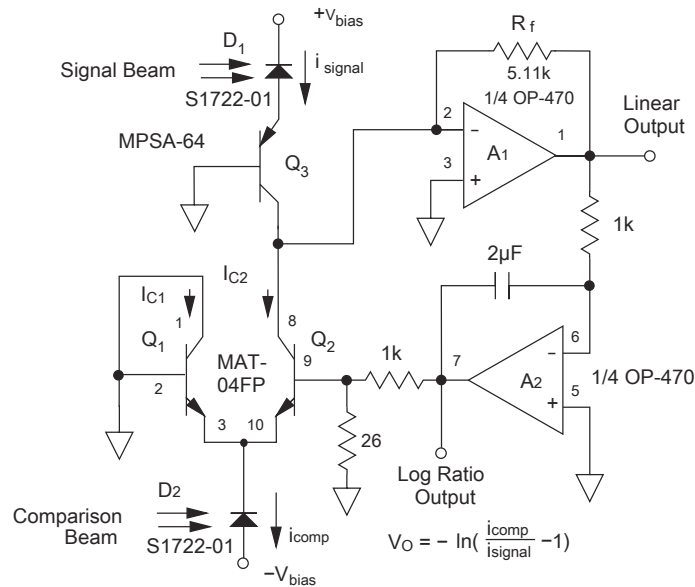 +Vbias
D1
Signal Beam
isignal
S1722-01
MPSA-64
Q3
Rf
5.11k
1/4 OP-470
2
−
A1
1
3
+
Linear
Output
1k
2µF
IC1
IC2
1
8
Q1
Q2
MAT-
04FP
2
9
3
10
1k
7
6
−
A2
5
+
1/4 OP-470
26
Log Ratio
Output
D2
Comparison
Beam
S1722-01
icomp
−Vbias
VO = − ln( icomp / isignal −1)